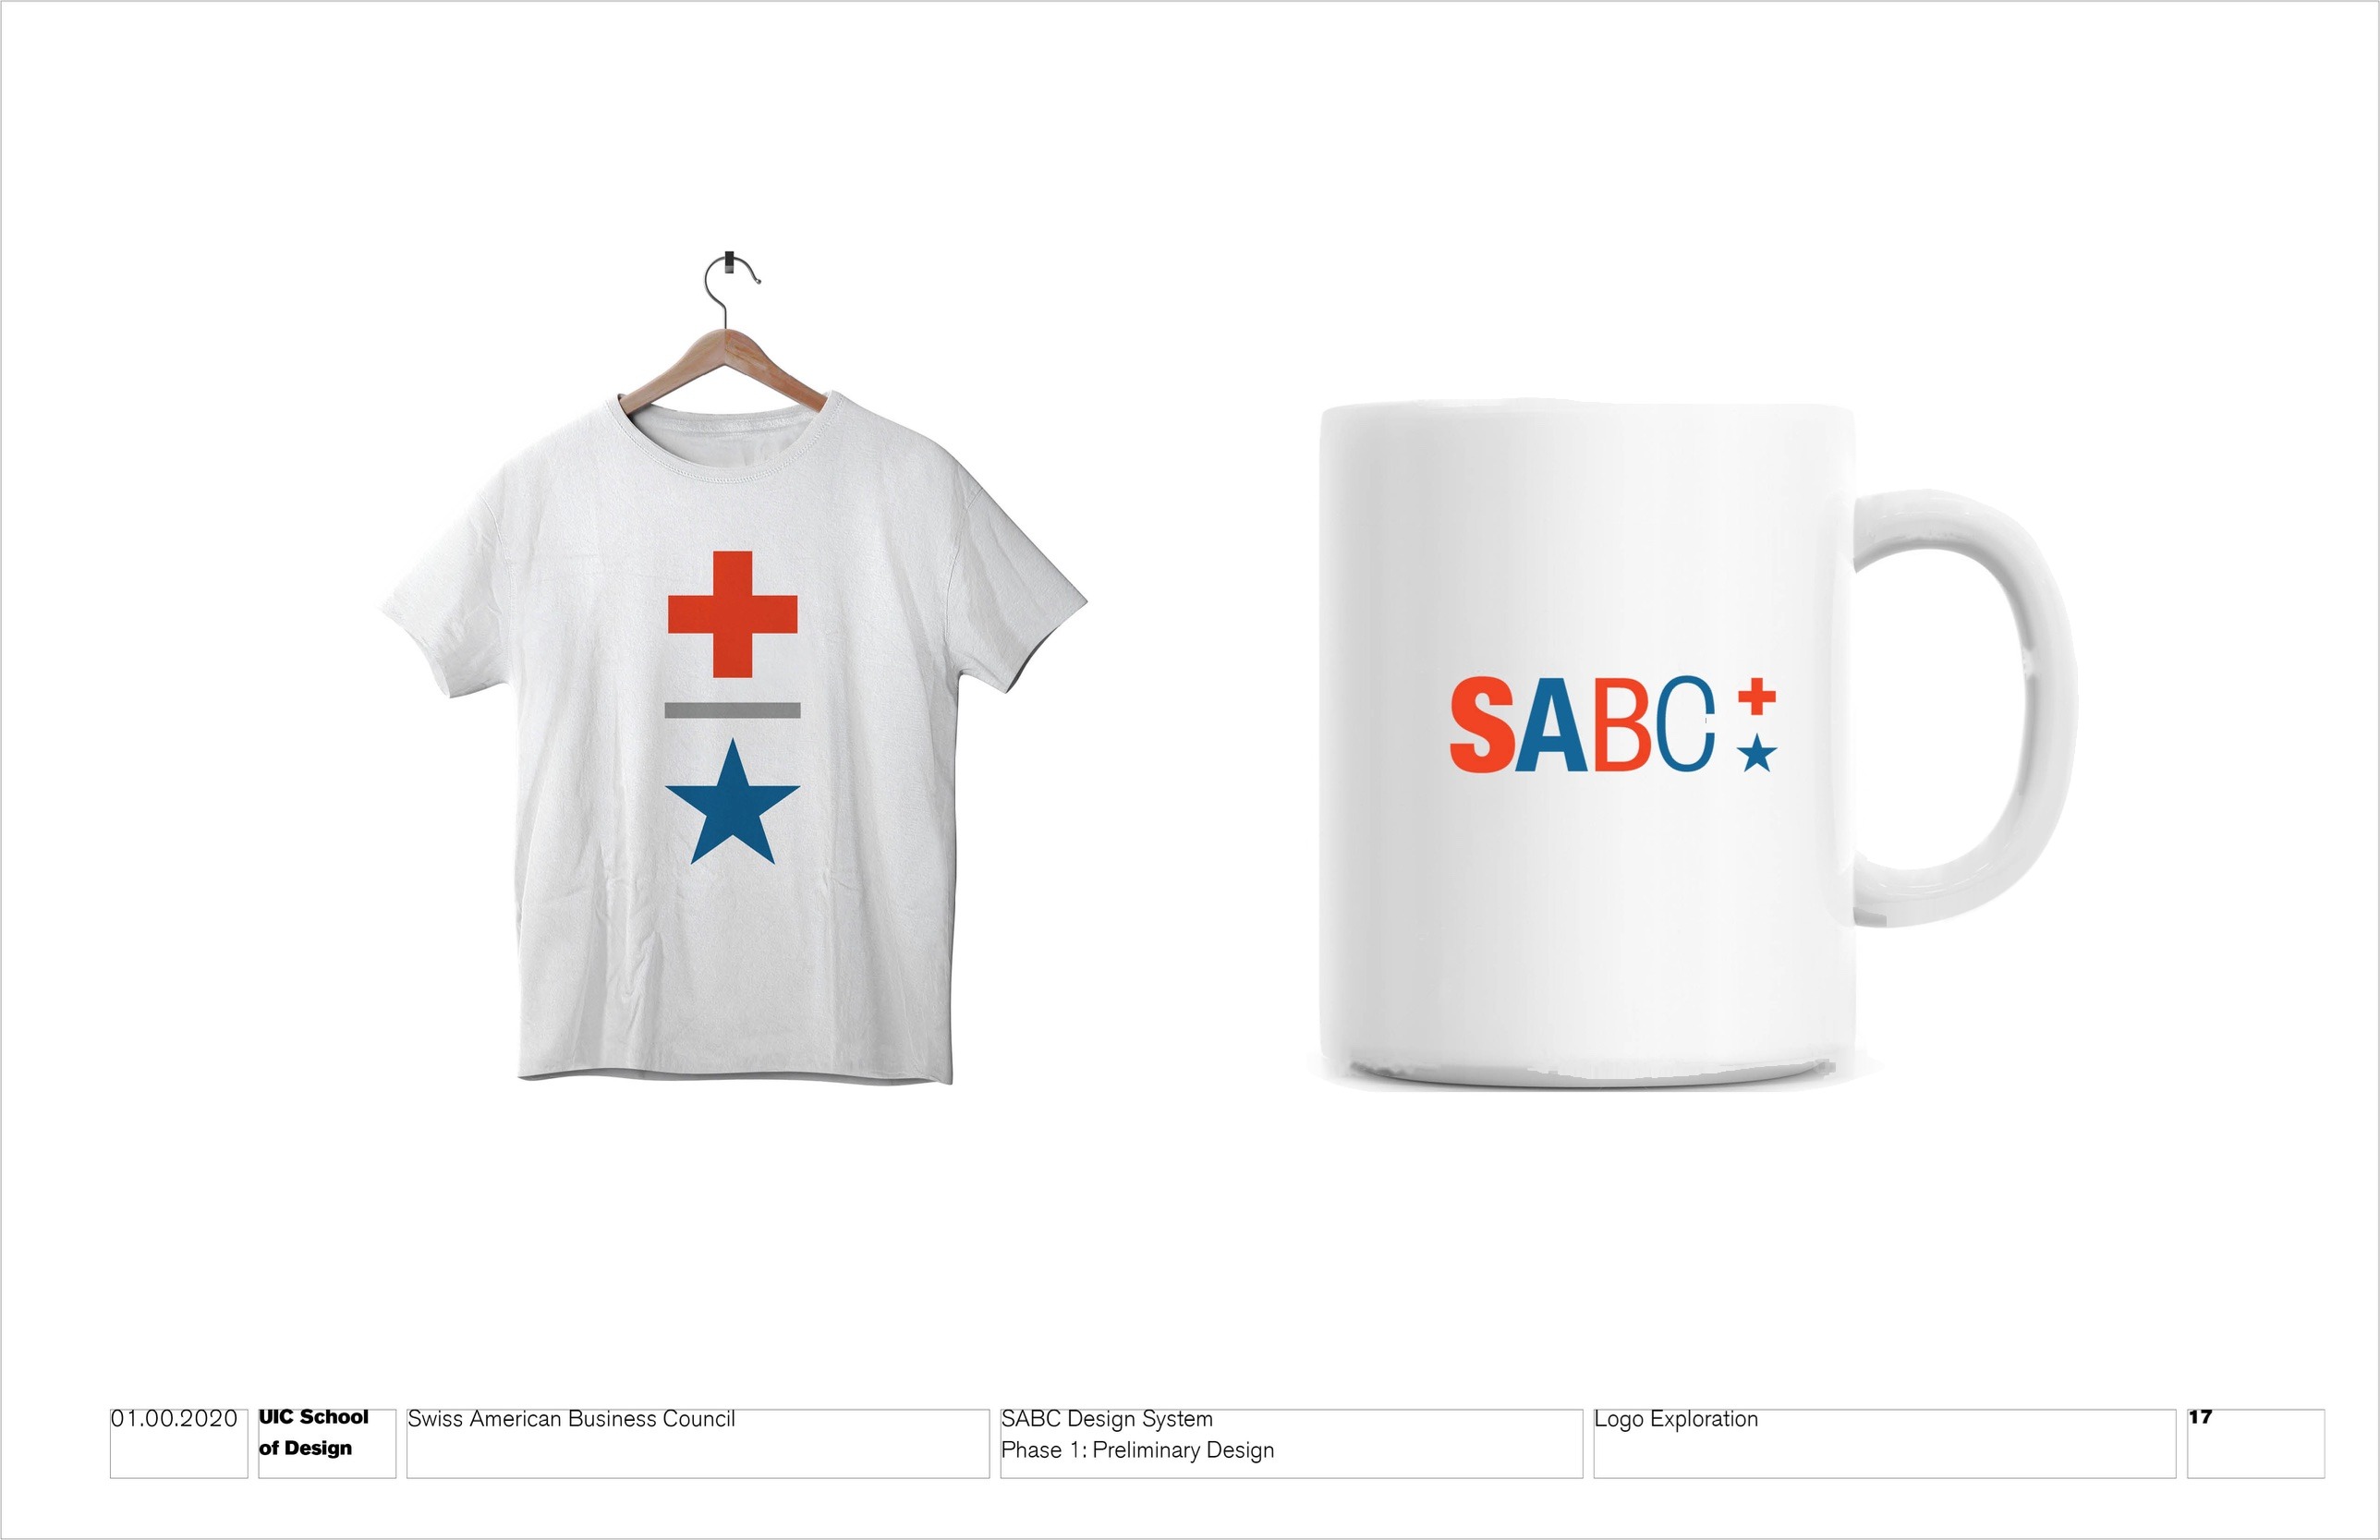 SABC
01.00.2020
UIC School
of Design
Swiss American Business Council
SABC Design System
Phase 1: Preliminary Design
Logo Exploration
17